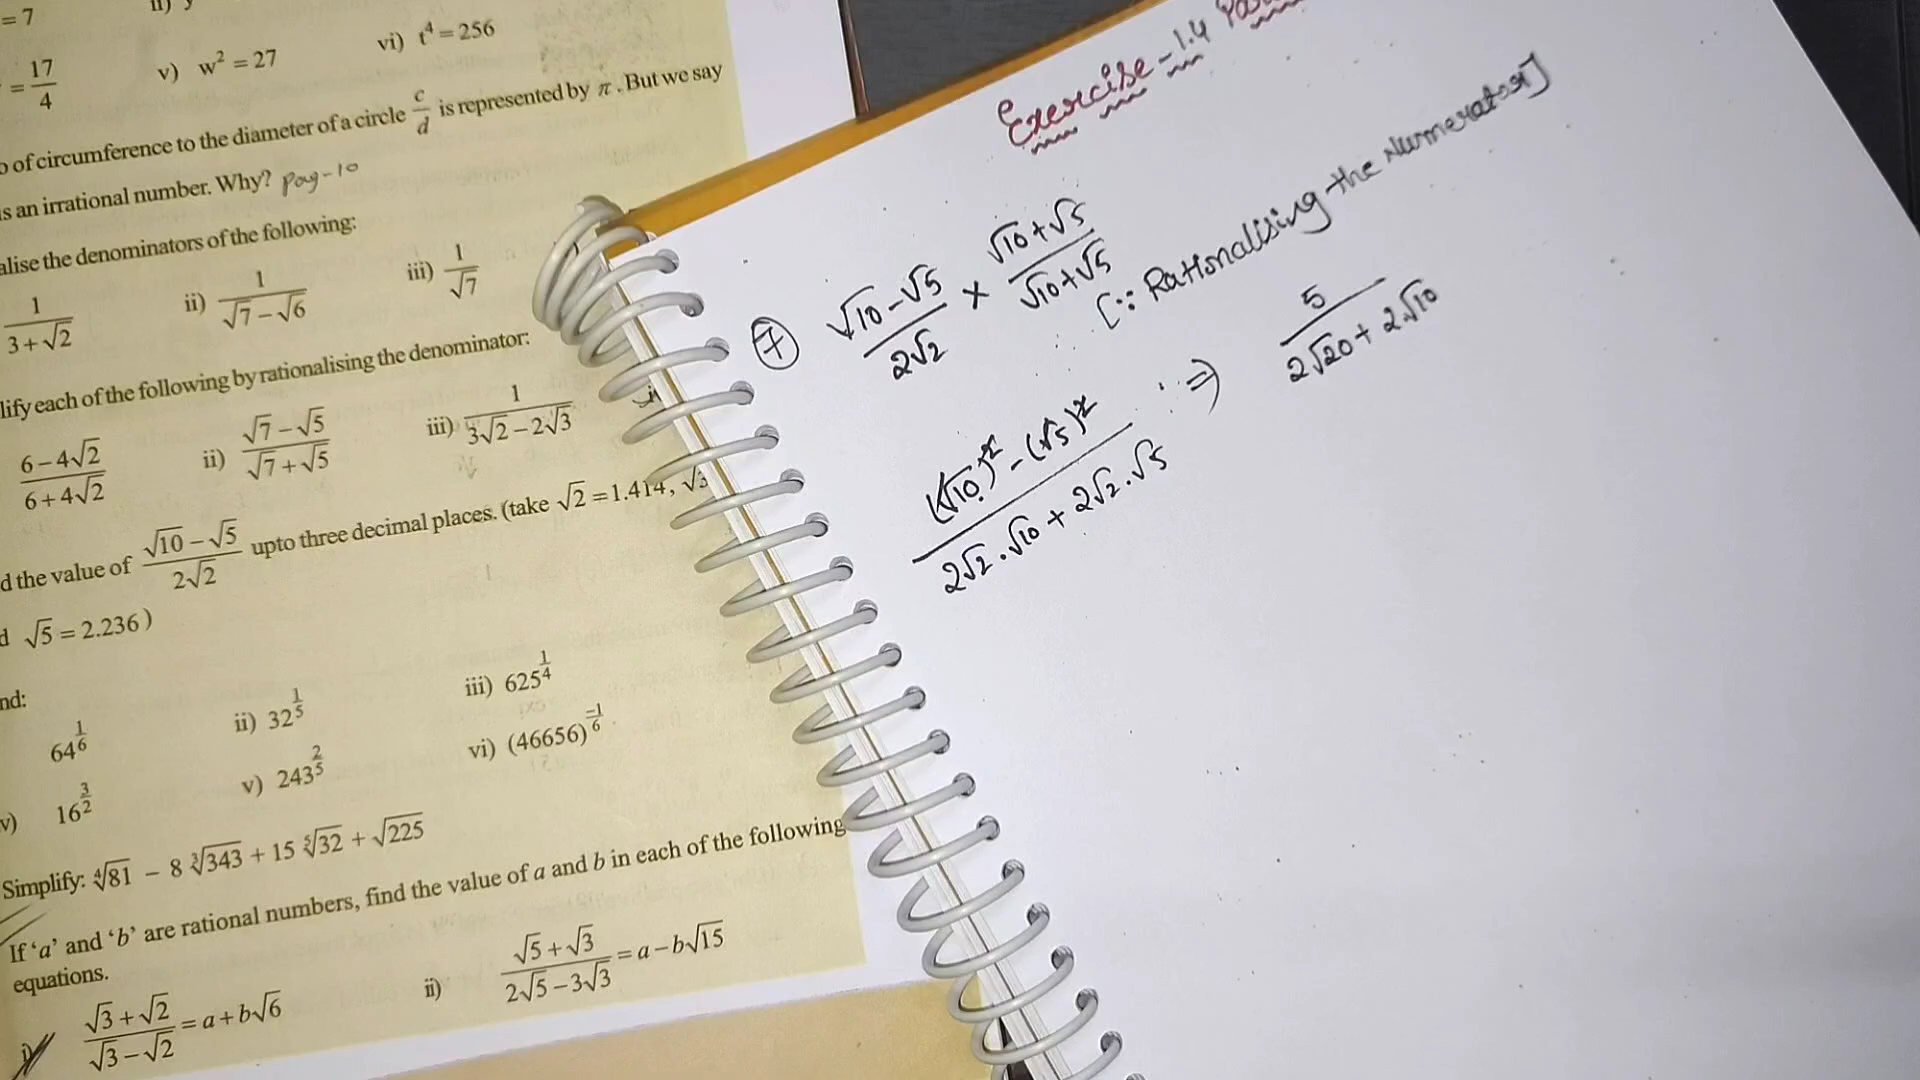 = 7
ii) y
= 17/4
v) w² = 27
vi) t⁴ = 256
of circumference to the diameter of a circle c/d is represented by π. But we say
is an irrational number. Why? pag-10
alise the denominators of the following:
1/(3+√2)
ii) 1/(√7−√6)
iii) 1/√7
lify each of the following by rationalising the denominator:
(6−4√2)/(6+4√2)
ii) (√7−√5)/(√7+√5)
iii) 1/(3√2−2√3)
d the value of (√10−√5)/(2√2) upto three decimal places. (take √2 = 1.414, √3
d √5 = 2.236)
nd:
64^(1/6)
ii) 32^(1/5)
iii) 625^(1/4)
v) 16^(3/2)
v) 243^(2/5)
vi) (46656)^(−1/6)
Simplify: ∜81 − 8 ∛343 + 15 ⁵√32 + √225
If ‘a’ and ‘b’ are rational numbers, find the value of a and b in each of the following
equations.
i) (√3+√2)/(√3−√2) = a + b√6
ii) (√5+√3)/(2√5−3√3) = a − b√15
Exercise - 1.4
⑦ (√10−√5)/(2√2) × (√10+√5)/(√10+√5)
[∵ Rationalising the Numerator]
((√10)² − (√5)²)/(2√2·√10 + 2√2·√5) ⇒ 5/(2√20 + 2√10)